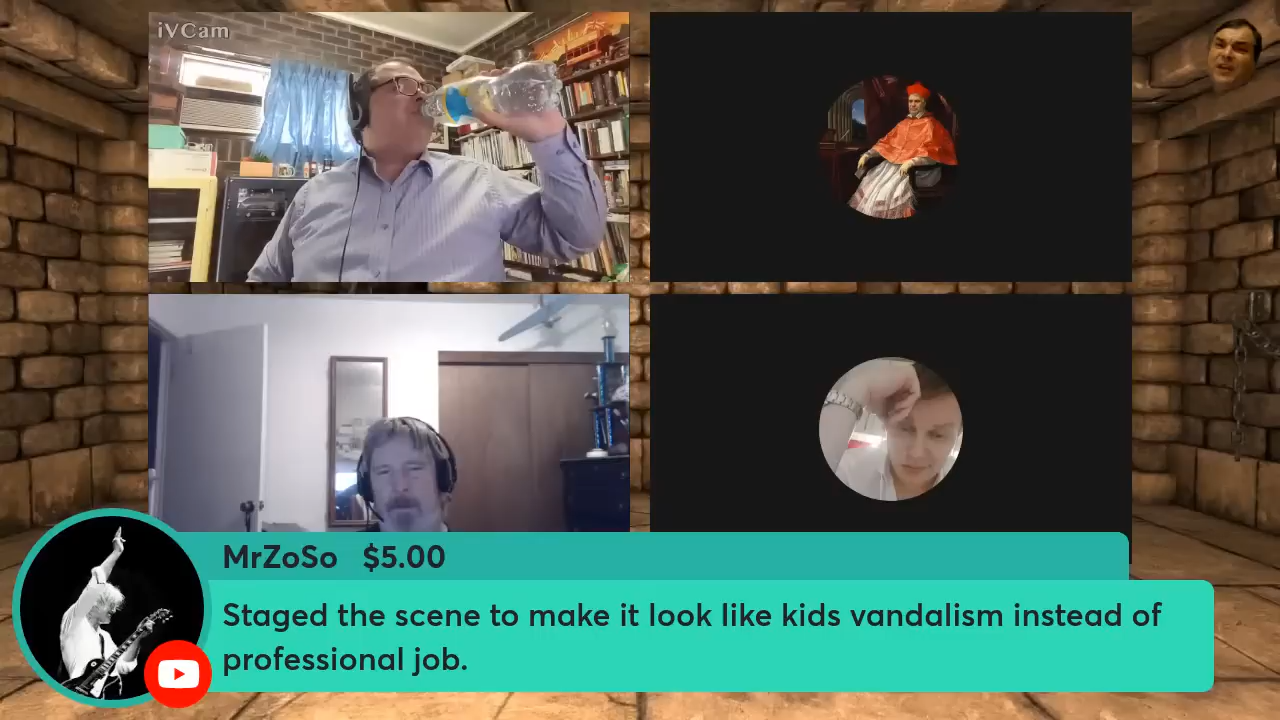 iVCam
MrZoSo $5.00
Staged the scene to make it look like kids vandalism instead of
professional job.